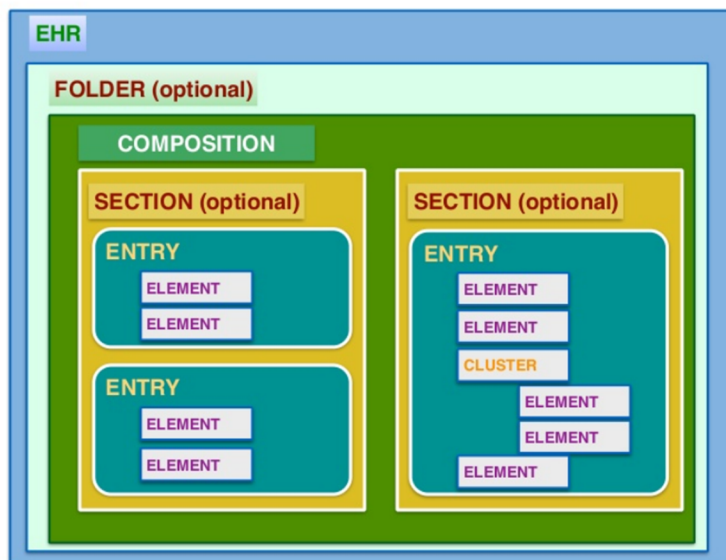 EHR
FOLDER (optional)
COMPOSITION
SECTION (optional)
ENTRY
ELEMENT
ELEMENT
ENTRY
ELEMENT
ELEMENT
SECTION (optional)
ENTRY
ELEMENT
ELEMENT
CLUSTER
ELEMENT
ELEMENT
ELEMENT